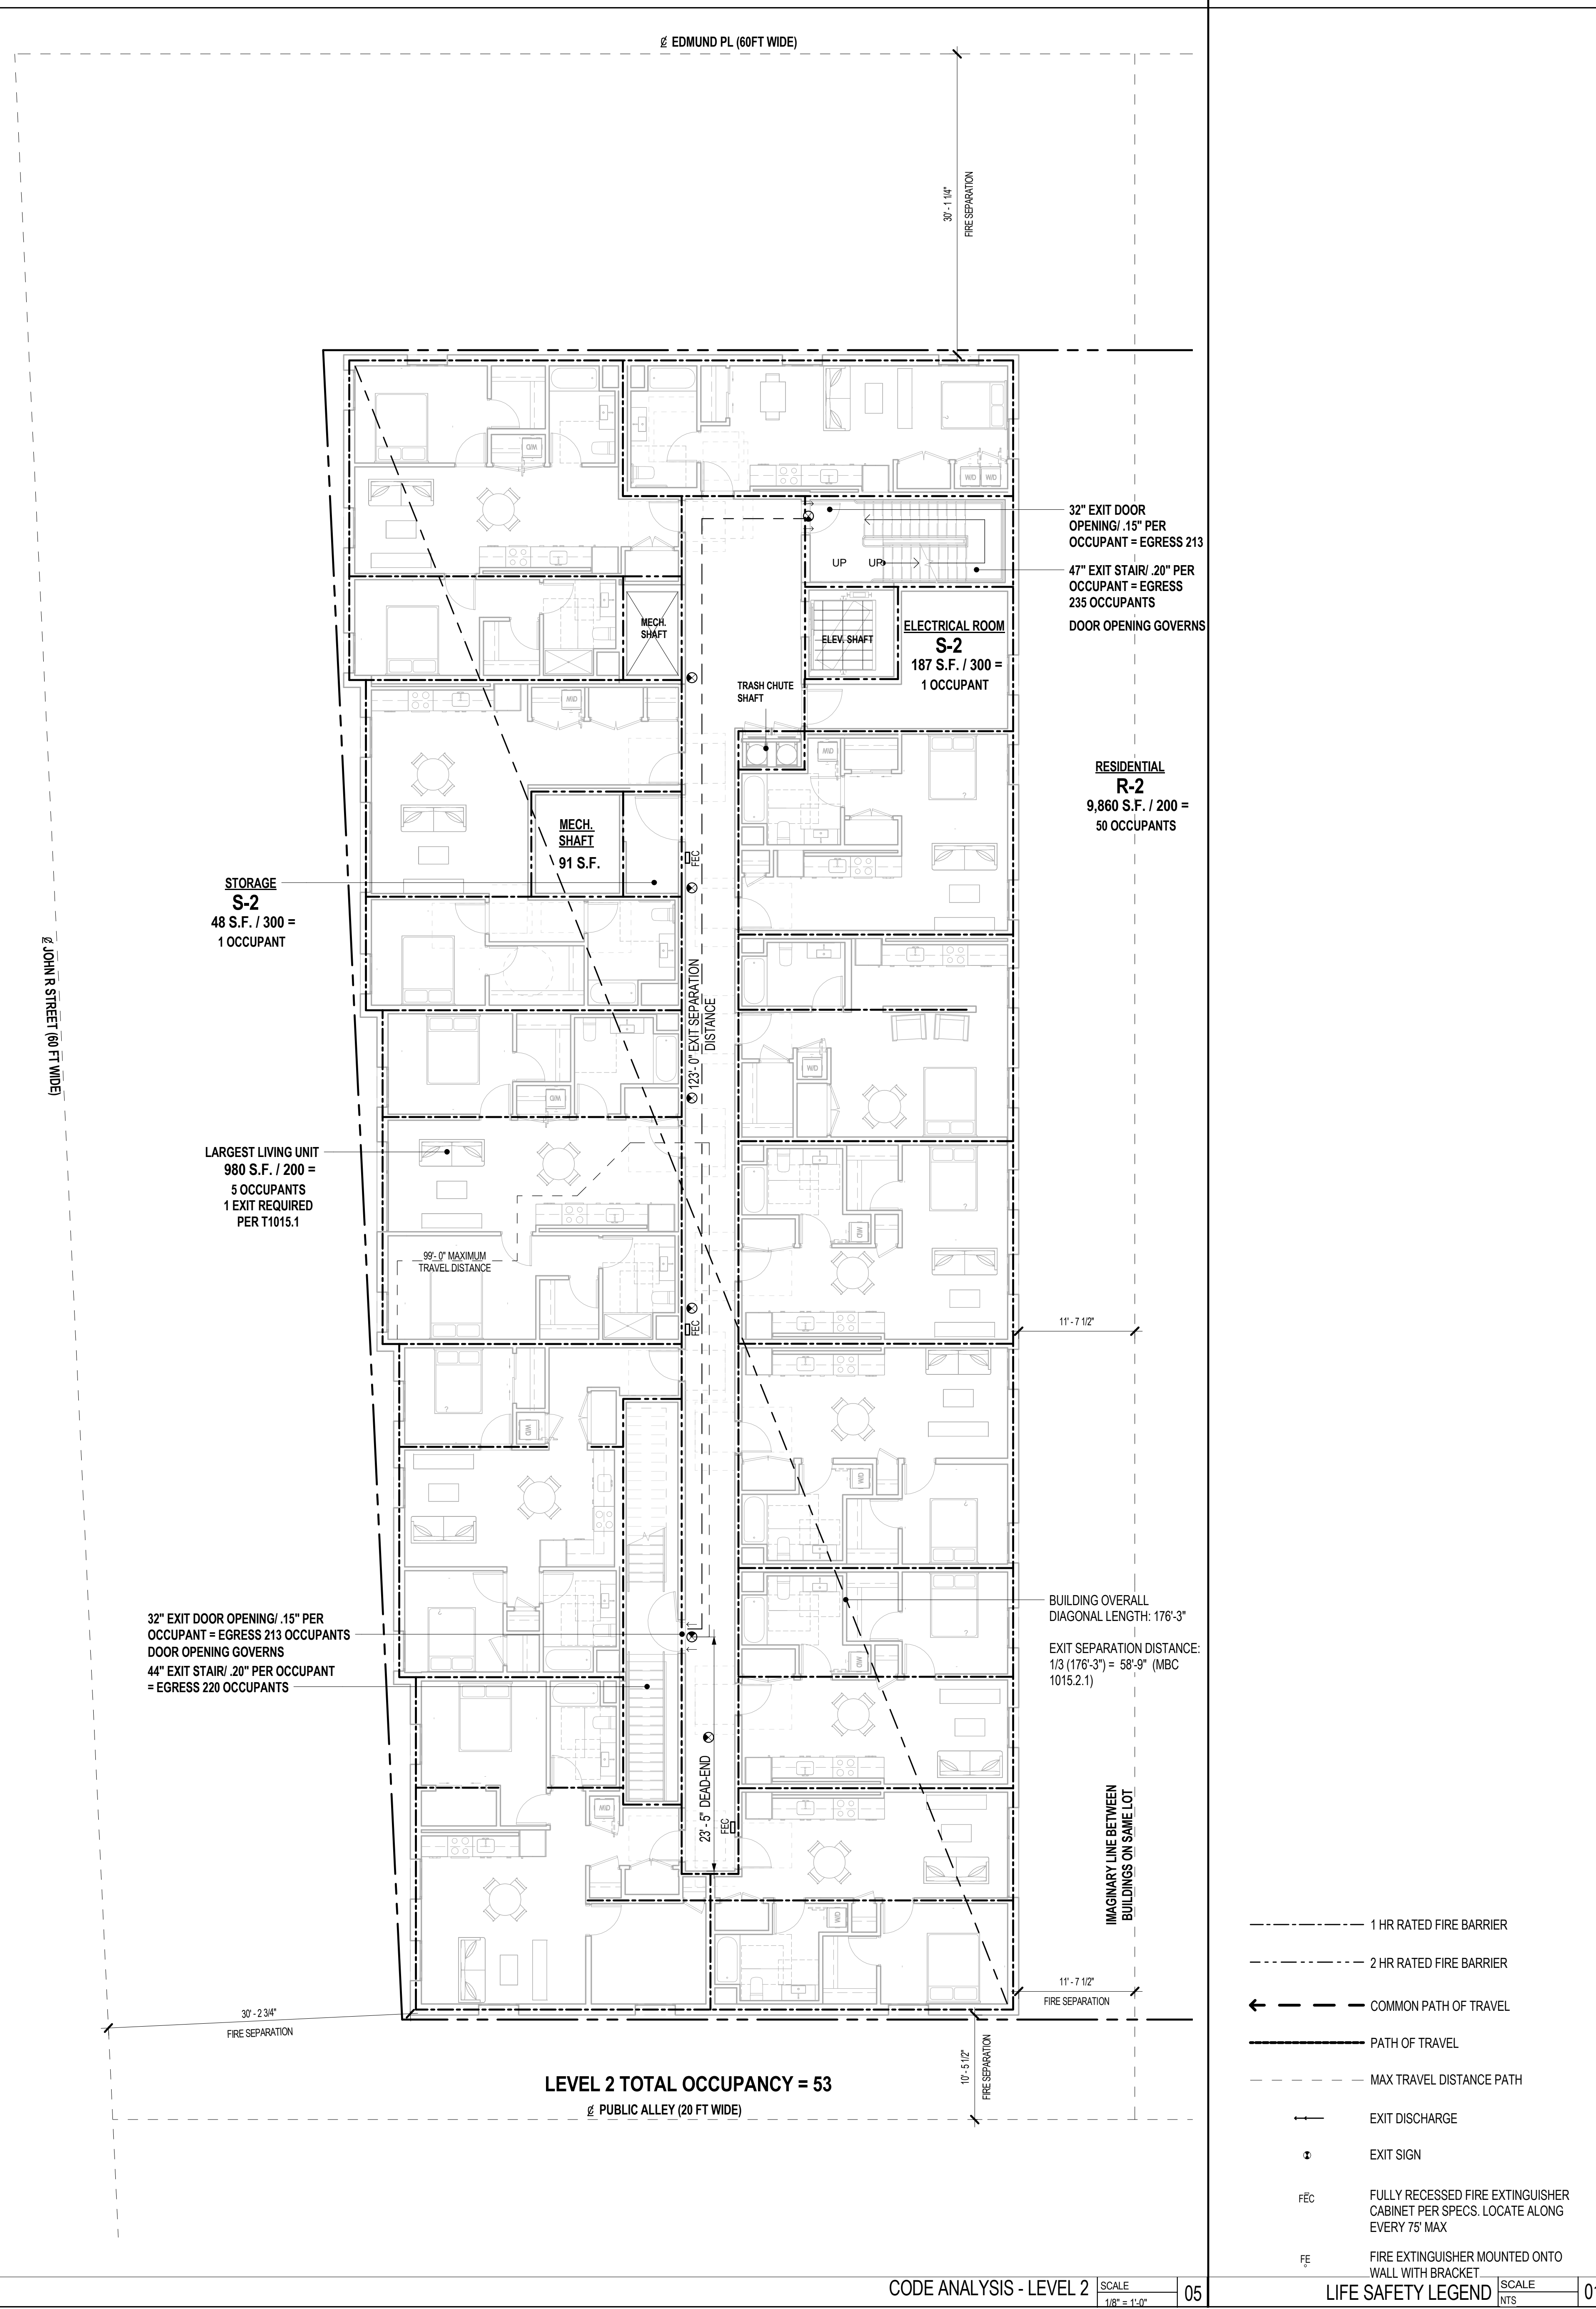 ℄ EDMUND PL (60FT WIDE)
30' - 1 1/4"
FIRE SEPARATION
32" EXIT DOOR
OPENING/ .15" PER
OCCUPANT = EGRESS 213
47" EXIT STAIR/ .20" PER
OCCUPANT = EGRESS
235 OCCUPANTS
DOOR OPENING GOVERNS
W/D
W/D W/D
UP UP
MECH.
SHAFT
ELEV. SHAFT
ELECTRICAL ROOM
S-2
187 S.F. / 300 =
1 OCCUPANT
TRASH CHUTE
SHAFT
W/D
W/D
RESIDENTIAL
R-2
9,860 S.F. / 200 =
50 OCCUPANTS
MECH.
SHAFT
91 S.F.
FEC
STORAGE
S-2
48 S.F. / 300 =
1 OCCUPANT
℄ JOHN R STREET (60 FT WIDE)
123'- 0" EXIT SEPARATION
DISTANCE
W/D
W/D
LARGEST LIVING UNIT
980 S.F. / 200 =
5 OCCUPANTS
1 EXIT REQUIRED
PER T1015.1
W/D
99'- 0" MAXIMUM
TRAVEL DISTANCE
FEC
11' - 7 1/2"
W/D
W/D
32" EXIT DOOR OPENING/ .15" PER
OCCUPANT = EGRESS 213 OCCUPANTS
DOOR OPENING GOVERNS
44" EXIT STAIR/ .20" PER OCCUPANT
= EGRESS 220 OCCUPANTS
BUILDING OVERALL
DIAGONAL LENGTH: 176'-3"
EXIT SEPARATION DISTANCE:
1/3 (176'-3") = 58'-9" (MBC
1015.2.1)
W/D
23' - 5" DEAD-END
FEC
W/D
W/D
IMAGINARY LINE BETWEEN
BUILDINGS ON SAME LOT
11' - 7 1/2"
FIRE SEPARATION
30' - 2 3/4"
FIRE SEPARATION
10' - 5 1/2"
FIRE SEPARATION
LEVEL 2 TOTAL OCCUPANCY = 53
℄ PUBLIC ALLEY (20 FT WIDE)
1 HR RATED FIRE BARRIER
2 HR RATED FIRE BARRIER
COMMON PATH OF TRAVEL
PATH OF TRAVEL
MAX TRAVEL DISTANCE PATH
EXIT DISCHARGE
EXIT SIGN
FEC
FULLY RECESSED FIRE EXTINGUISHER
CABINET PER SPECS. LOCATE ALONG
EVERY 75' MAX
FE
FIRE EXTINGUISHER MOUNTED ONTO
WALL WITH BRACKET
CODE ANALYSIS - LEVEL 2
SCALE
1/8" = 1'-0"
05
LIFE SAFETY LEGEND
SCALE
NTS